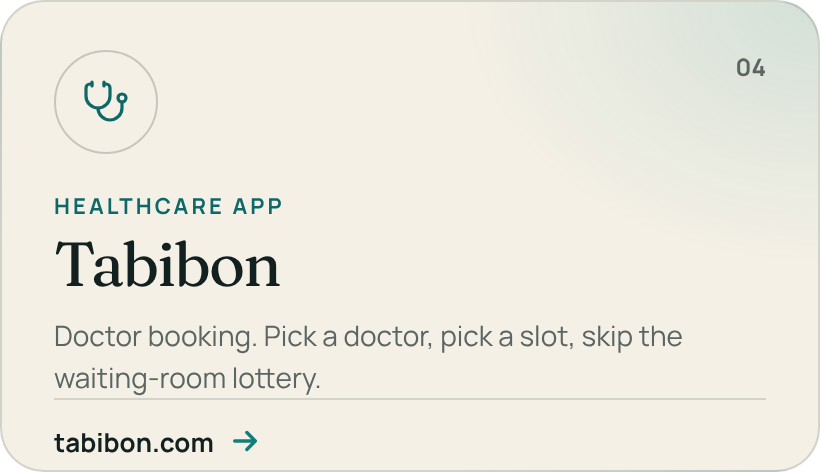 04
HEALTHCARE APP
Tabibon
Doctor booking. Pick a doctor, pick a slot, skip the
waiting-room lottery.
tabibon.com →